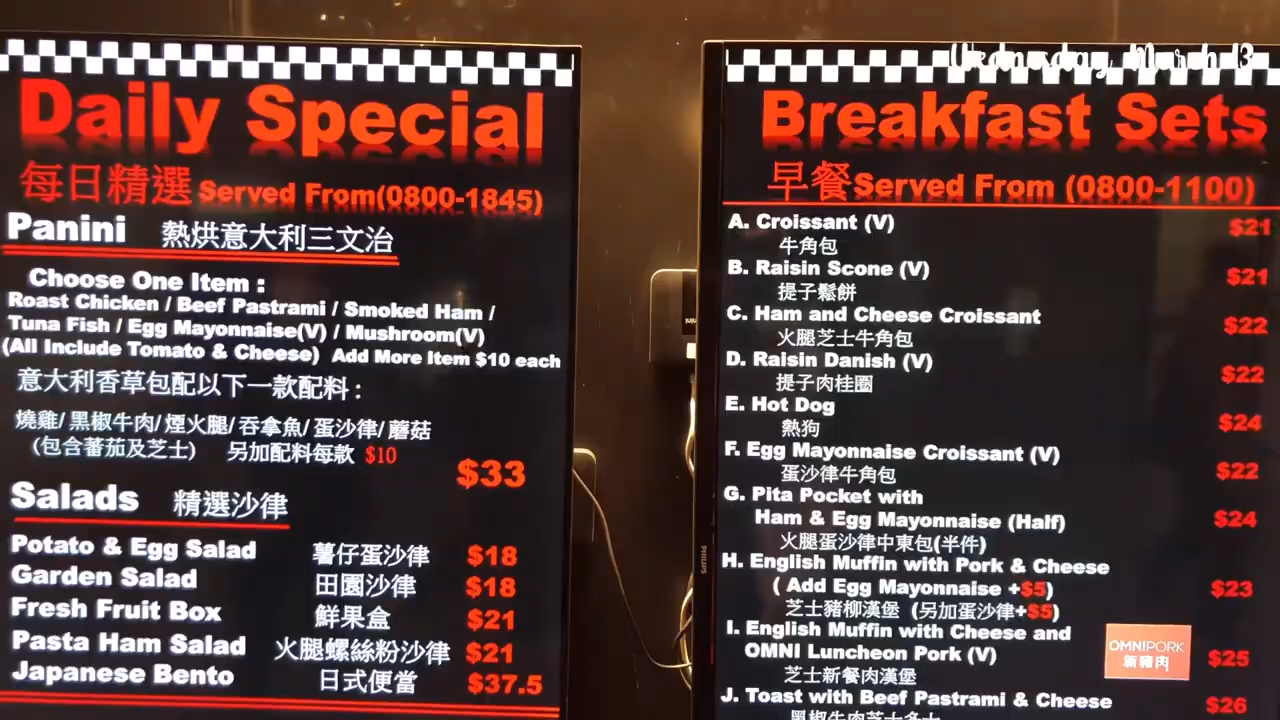 Wednesday, March 13
Daily Special
每日精選 Served From(0800-1845)
Panini 熱烘意大利三文治
Choose One Item :
Roast Chicken / Beef Pastrami / Smoked Ham /
Tuna Fish / Egg Mayonnaise(V) / Mushroom(V)
(All Include Tomato & Cheese) Add More Item $10 each
意大利香草包配以下一款配料 :
燒雞/ 黑椒牛肉/ 煙火腿/ 吞拿魚/ 蛋沙律/ 蘑菇
(包含蕃茄及芝士) 另加配料每款 $10
$33
Salads 精選沙律
Potato & Egg Salad 薯仔蛋沙律 $18
Garden Salad 田園沙律 $18
Fresh Fruit Box 鮮果盒 $21
Pasta Ham Salad 火腿螺絲粉沙律 $21
Japanese Bento 日式便當 $37.5
PHILIPS
Breakfast Sets
早餐Served From (0800-1100)
A. Croissant (V) $21
牛角包
B. Raisin Scone (V) $21
提子鬆餅
C. Ham and Cheese Croissant $22
火腿芝士牛角包
D. Raisin Danish (V) $22
提子肉桂圈
E. Hot Dog $24
熱狗
F. Egg Mayonnaise Croissant (V) $22
蛋沙律牛角包
G. Pita Pocket with
Ham & Egg Mayonnaise (Half) $24
火腿蛋沙律中東包(半件)
H. English Muffin with Pork & Cheese
( Add Egg Mayonnaise +$5) $23
芝士豬柳漢堡 (另加蛋沙律+$5)
I. English Muffin with Cheese and
OMNI Luncheon Pork (V) $25
OMNIPORK
新豬肉
芝士新餐肉漢堡
J. Toast with Beef Pastrami & Cheese $26
黑椒牛肉芝士多士